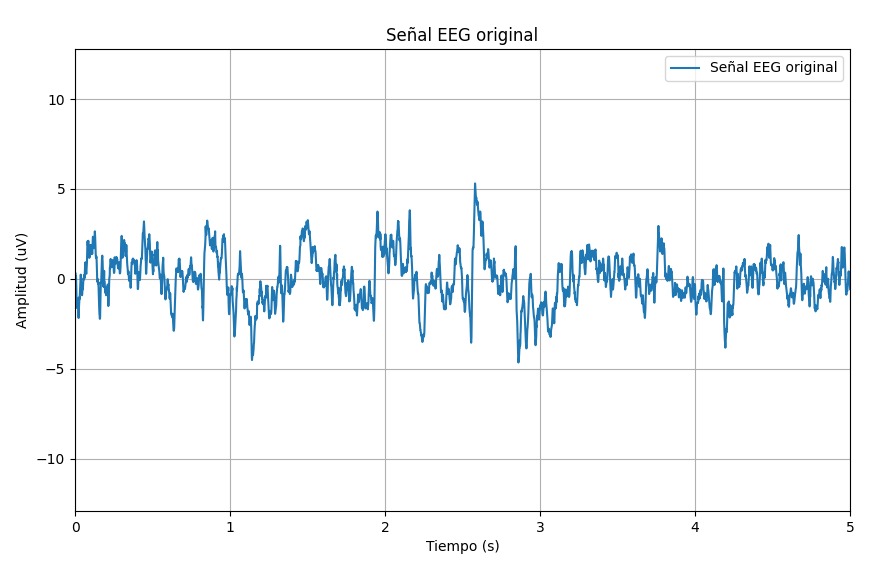 Señal EEG original
Señal EEG original
10
5
0
−5
−10
Amplitud (uV)
0 1 2 3 4 5
Tiempo (s)